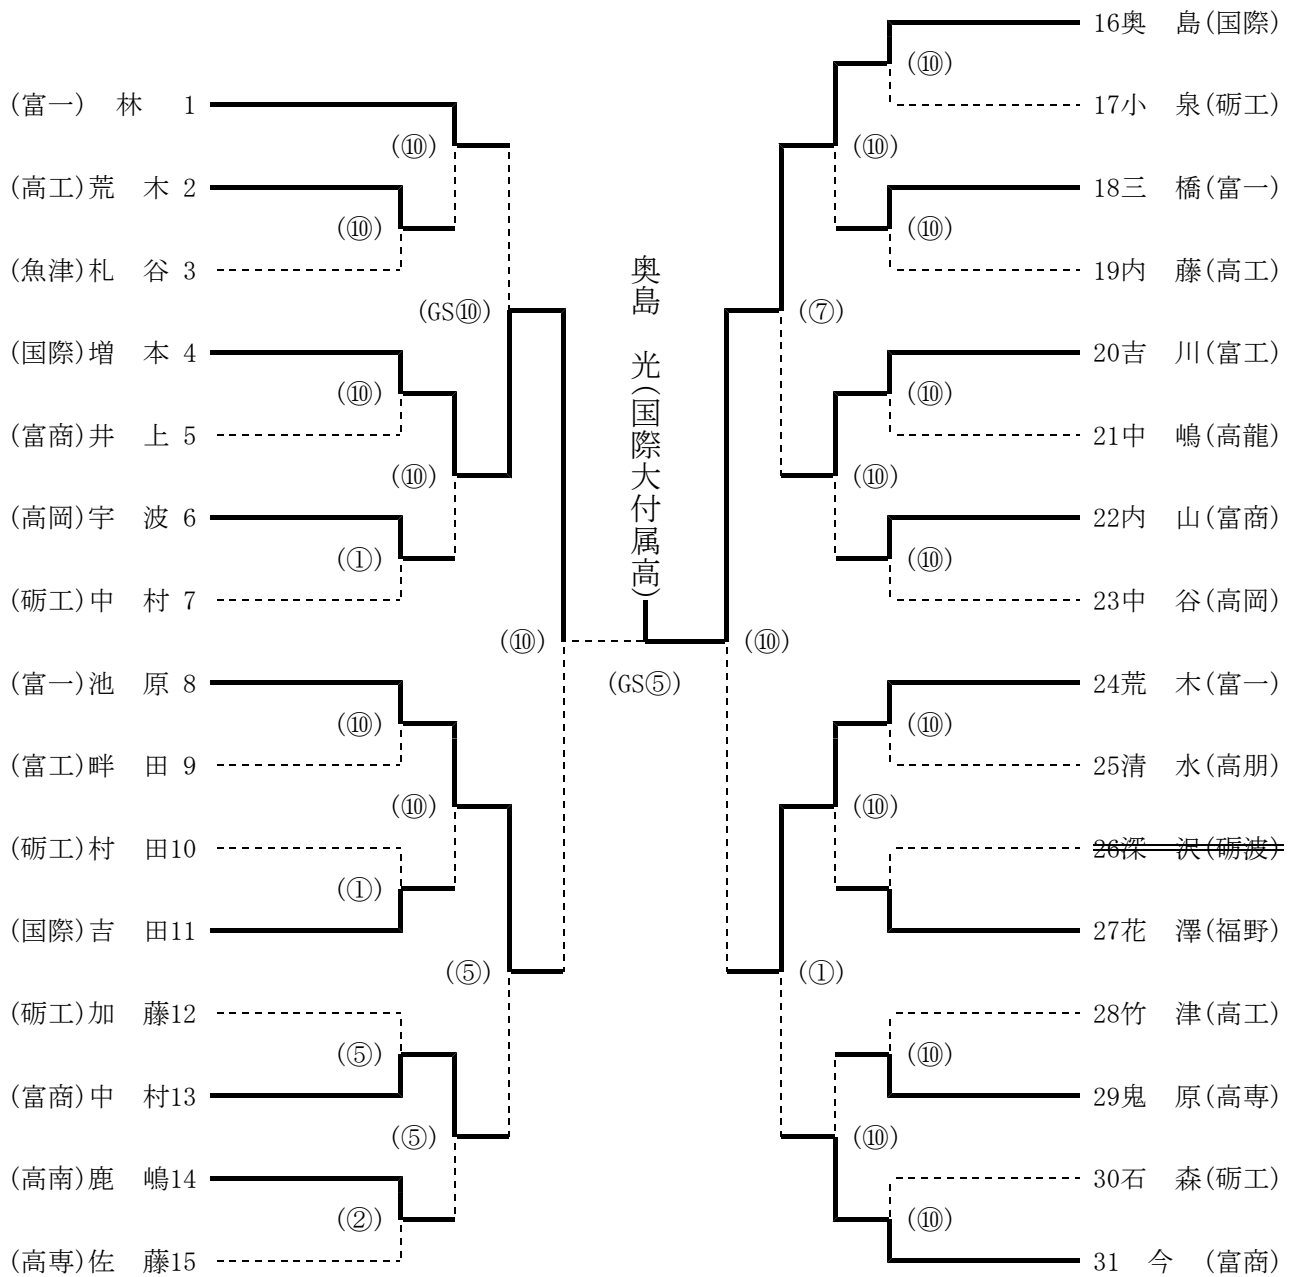 (富一)　林　1
(⑩)
(高工)荒　木 2
(⑩)
(魚津)札　谷 3
(GS⑩)
(国際)増　本 4
(⑩)
(富商)井　上 5
(⑩)
(高岡)宇　波 6
(①)
(砺工)中　村 7
(⑩)
(富一)池　原 8
(⑩)
(富工)畔　田 9
(⑩)
(砺工)村　田10
(①)
(国際)吉　田11
(⑤)
(砺工)加　藤12
(⑤)
(富商)中　村13
(⑤)
(高南)鹿　嶋14
(②)
(高専)佐　藤15
奥島　光(国際大付属高)
(GS⑤)
16奥　島(国際)
(⑩)
17小　泉(砺工)
(⑩)
18三　橋(富一)
(⑩)
19内　藤(高工)
(⑦)
20吉　川(富工)
(⑩)
21中　嶋(高龍)
(⑩)
22内　山(富商)
(⑩)
23中　谷(高岡)
(⑩)
24荒　木(富一)
(⑩)
25清　水(高朋)
(⑩)
26深　沢(砺波)
27花　澤(福野)
(①)
28竹　津(高工)
(⑩)
29鬼　原(高専)
(⑩)
30石　森(砺工)
(⑩)
31　今　(富商)